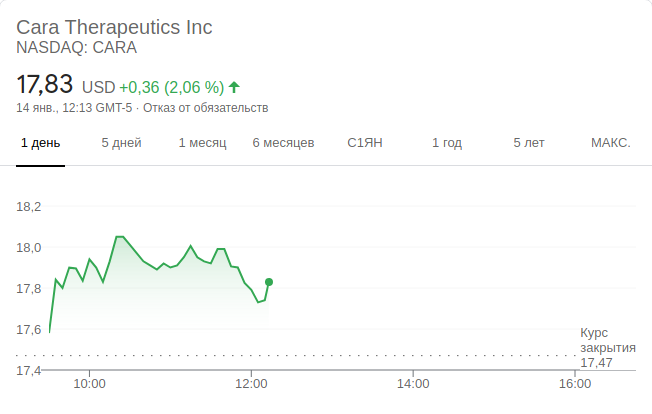 Cara Therapeutics Inc
NASDAQ: CARA
17,83 USD +0,36 (2,06 %)
14 янв., 12:13 GMT-5 · Отказ от обязательств
1 день 5 дней 1 месяц 6 месяцев С1ЯН 1 год 5 лет МАКС.
18,2
18,0
17,8
17,6
Курс
закрытия
17,47
17,4
10:00 12:00 14:00 16:00